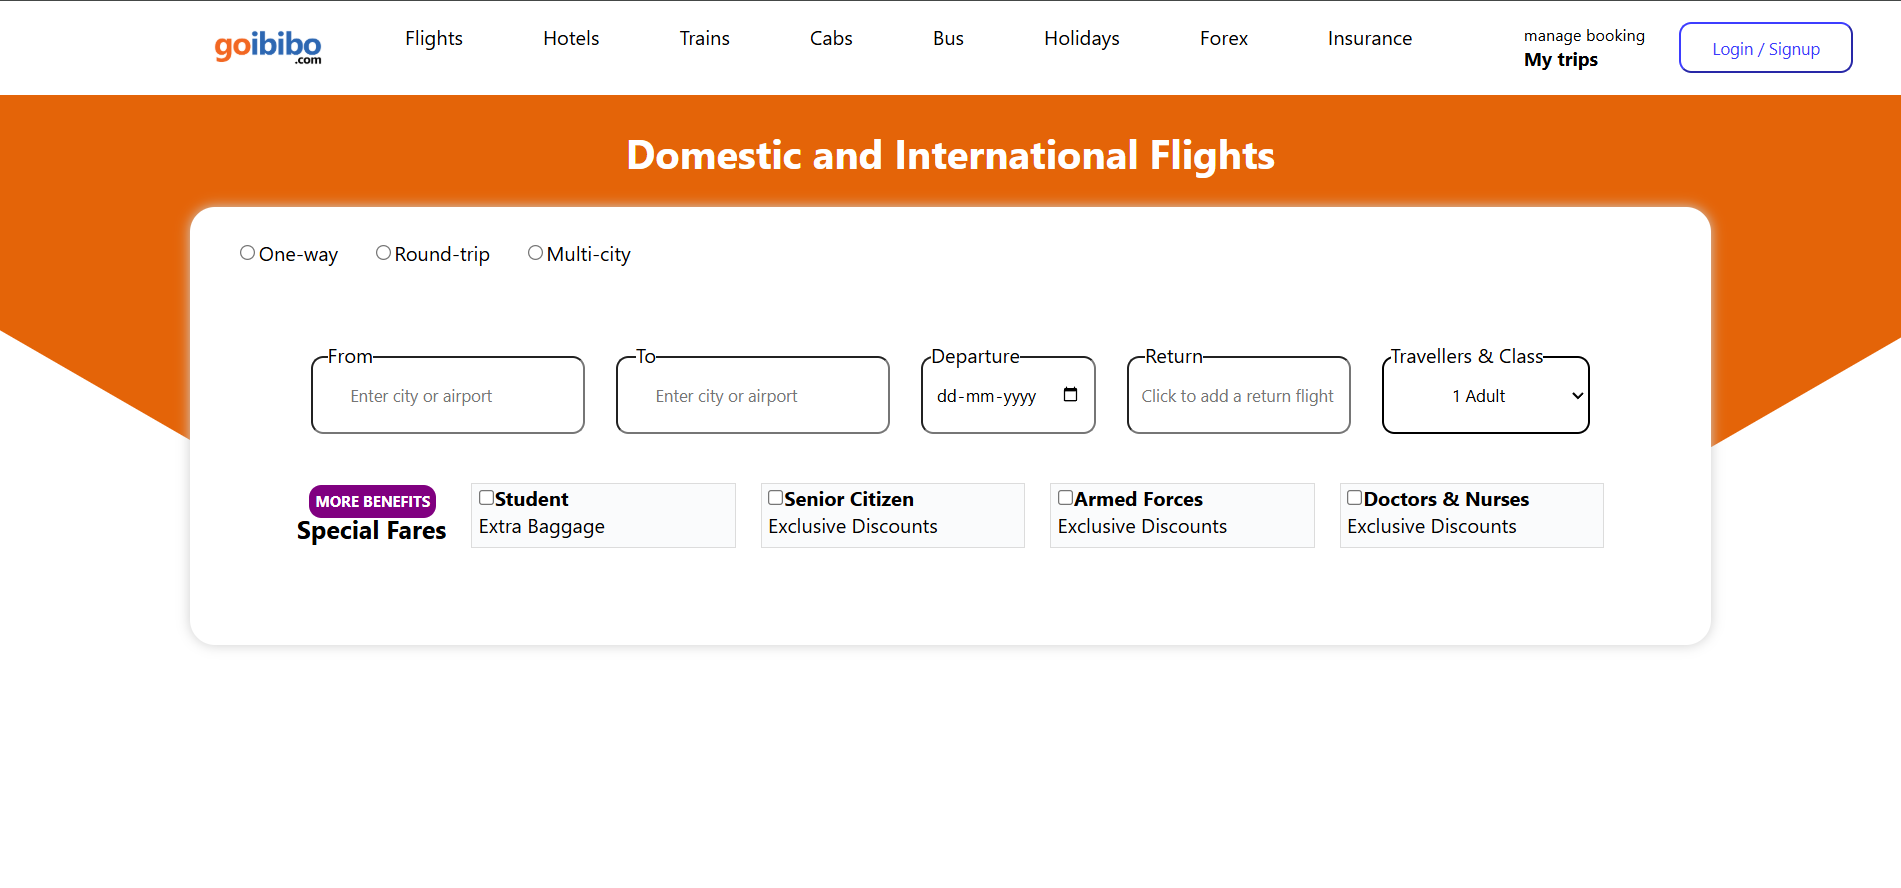 goibibo
.com
Flights Hotels Trains Cabs Bus Holidays Forex Insurance
manage booking
My trips
Login / Signup
Domestic and International Flights
One-way Round-trip Multi-city
From To Departure Return Travellers & Class
Enter city or airport Enter city or airport dd-mm-yyyy Click to add a return flight 1 Adult
MORE BENEFITS
Special Fares
Student
Extra Baggage
Senior Citizen
Exclusive Discounts
Armed Forces
Exclusive Discounts
Doctors & Nurses
Exclusive Discounts